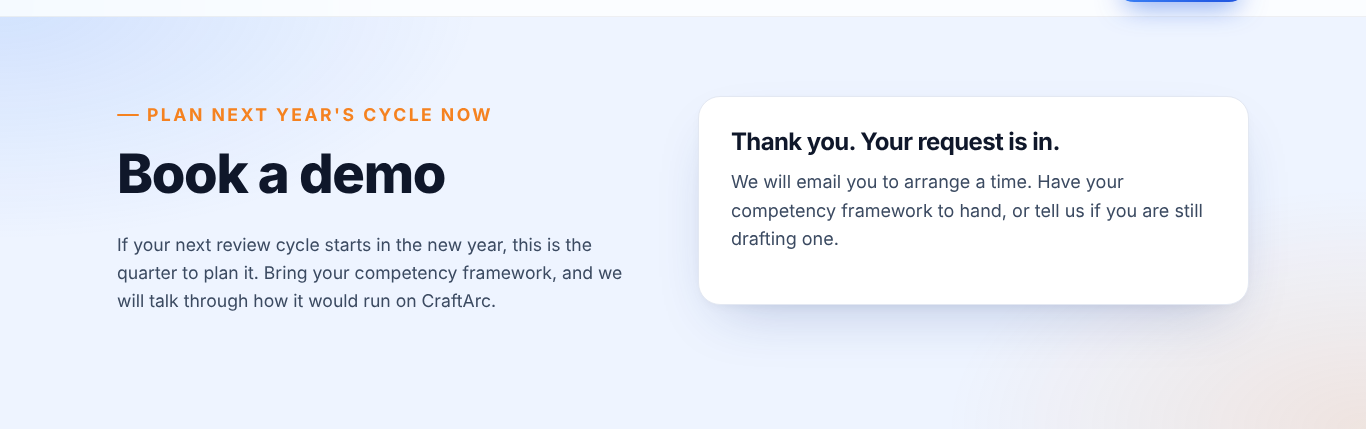 — PLAN NEXT YEAR'S CYCLE NOW
Book a demo
If your next review cycle starts in the new year, this is the
quarter to plan it. Bring your competency framework, and we
will talk through how it would run on CraftArc.
Thank you. Your request is in.
We will email you to arrange a time. Have your
competency framework to hand, or tell us if you are still
drafting one.